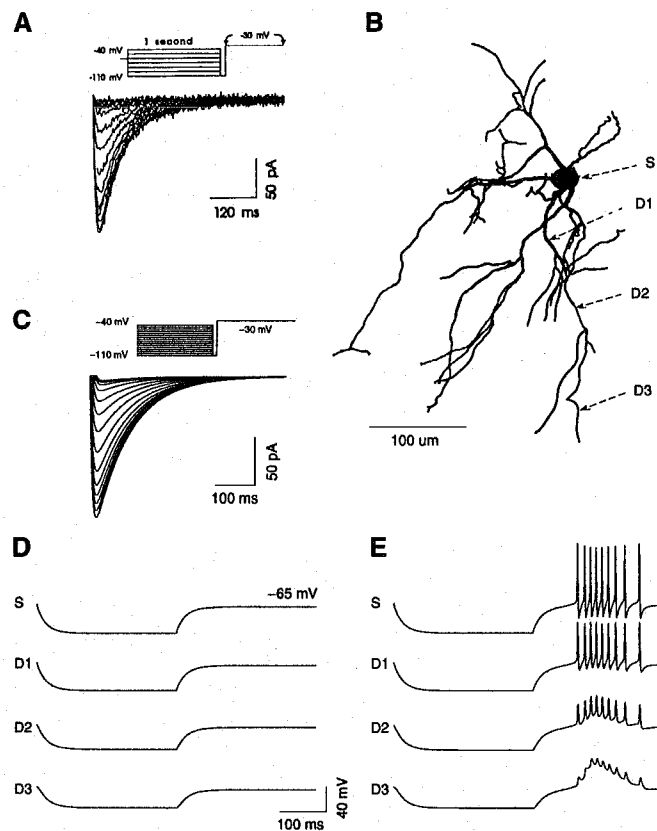 A
B
1 second
-30 mV
-40 mV
-110 mV
50 pA
120 ms
S
D1
D2
D3
100 um
C
-40 mV
-30 mV
-110 mV
50 pA
100 ms
D
E
S
-65 mV
S
D1
D1
D2
D2
D3
D3
40 mV
100 ms